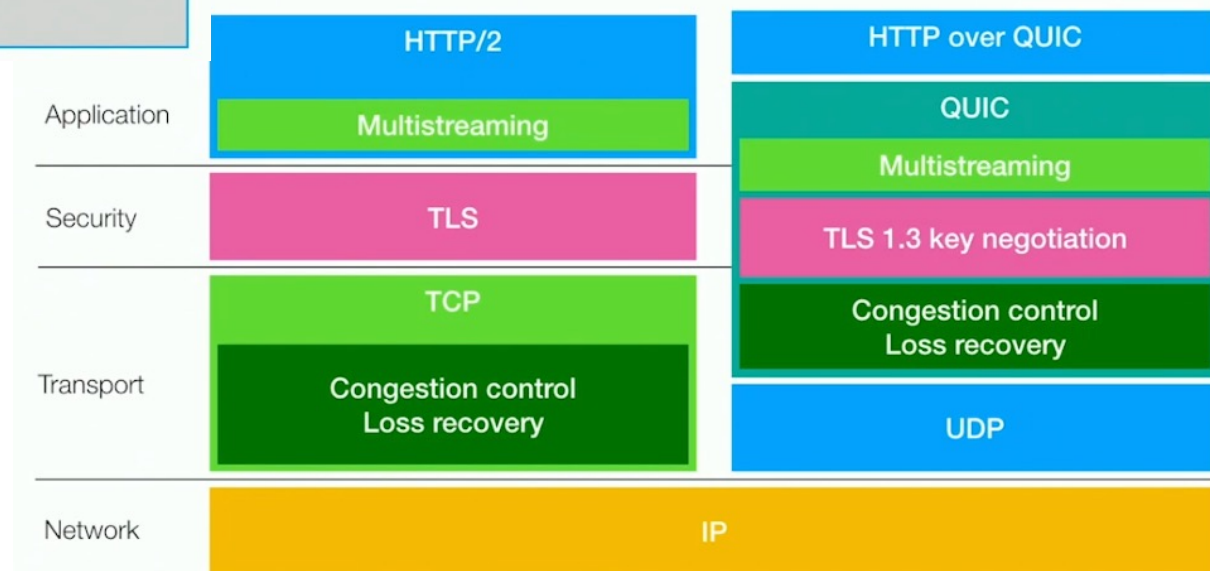 HTTP/2
HTTP over QUIC
Application
Multistreaming
QUIC
Multistreaming
Security
TLS
TLS 1.3 key negotiation
TCP
Congestion control
Loss recovery
Transport
Congestion control
Loss recovery
UDP
Network
IP